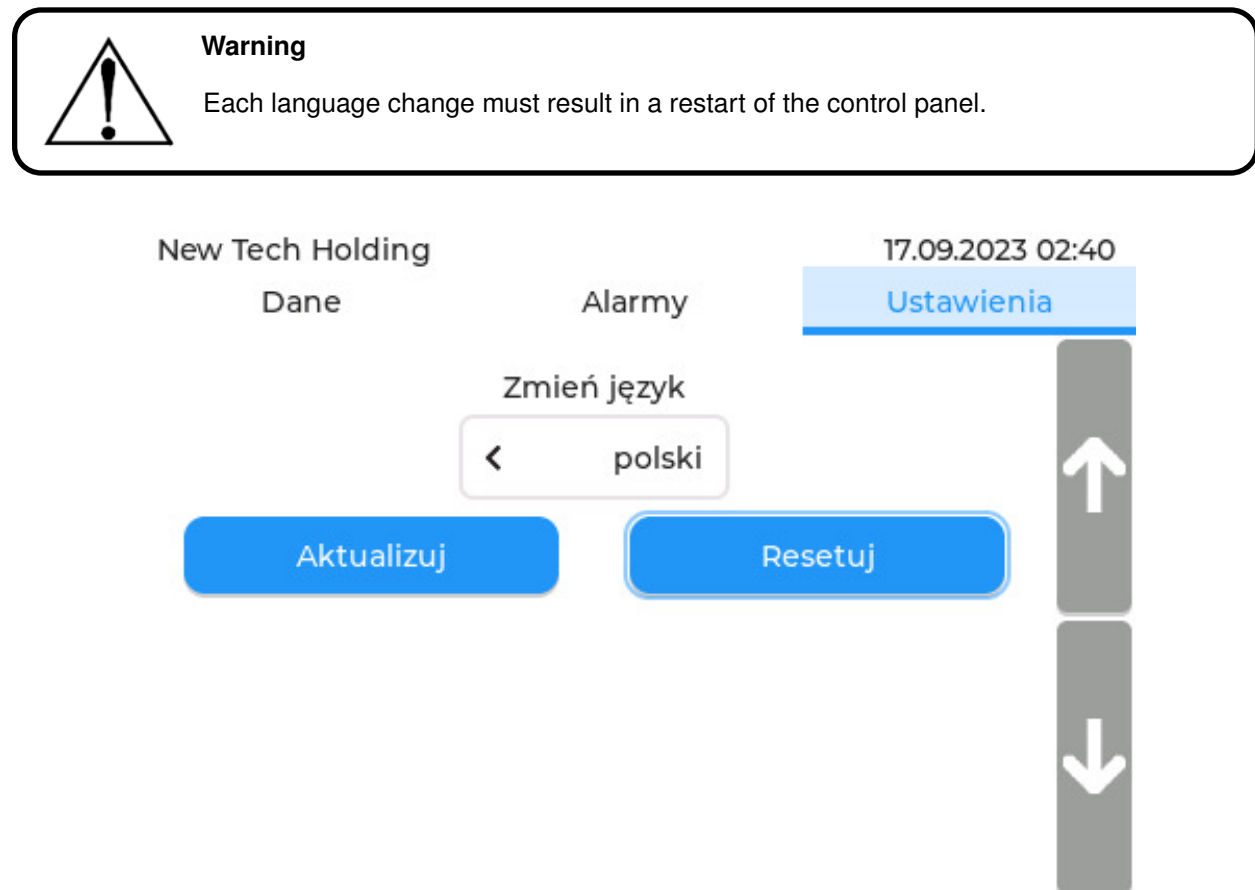 Warning
Each language change must result in a restart of the control panel.
New Tech Holding 17.09.2023 02:40
Dane Alarmy Ustawienia
Zmień język
polski
Aktualizuj Resetuj